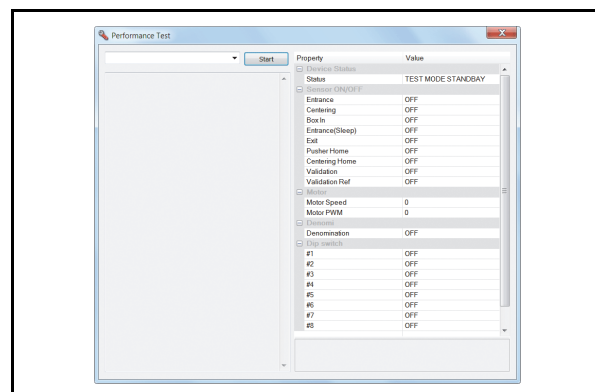 Performance Test
Start
Property Value
Device Status
Status TEST MODE STANDBAY
Sensor ON/OFF
Entrance OFF
Centering OFF
Box In OFF
Entrance(Sleep) OFF
Exit OFF
Pusher Home OFF
Centering Home OFF
Validation OFF
Validation Ref OFF
Motor
Motor Speed 0
Motor PWM 0
Denomi
Denomination OFF
Dip switch
#1 OFF
#2 OFF
#3 OFF
#4 OFF
#5 OFF
#6 OFF
#7 OFF
#8 OFF